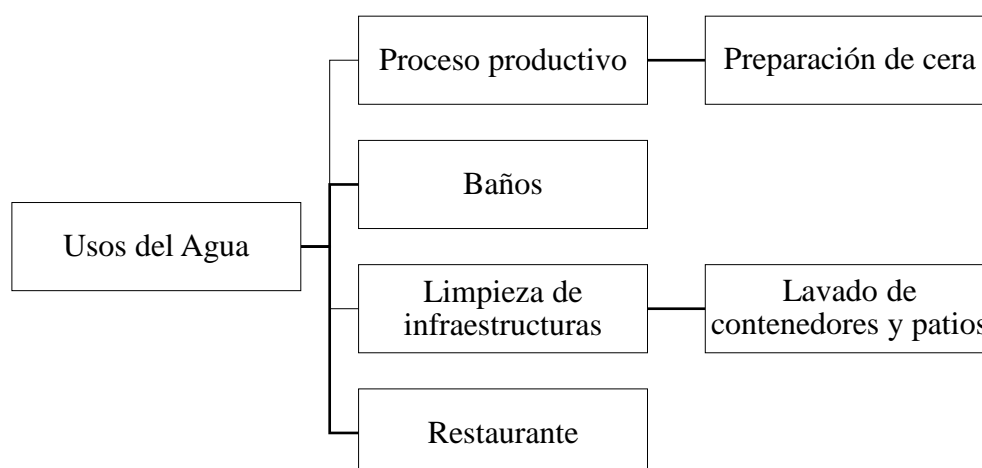 Proceso productivo
Preparación de cera
Baños
Usos del Agua
Limpieza de
infraestructuras
Lavado de
contenedores y patios
Restaurante